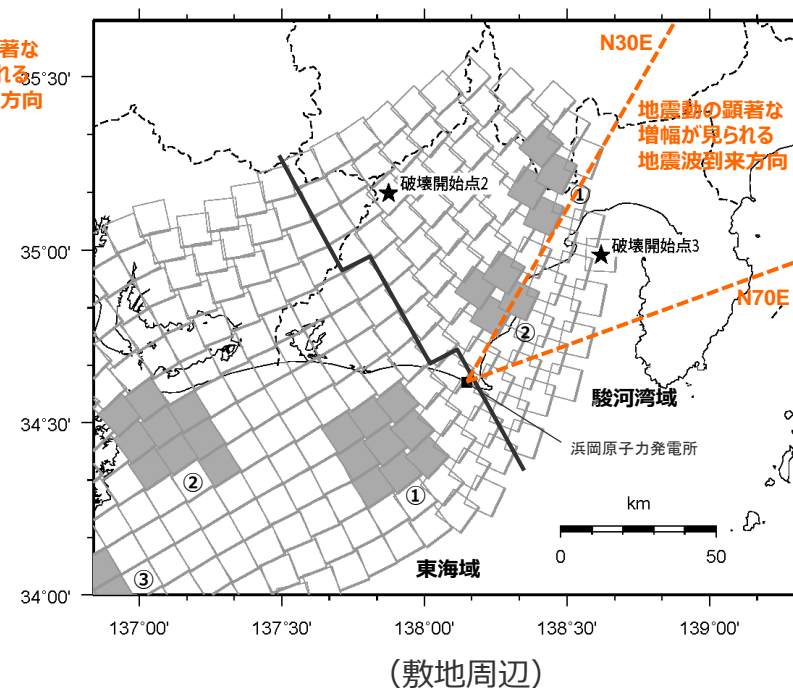 著な
れる
方向
N30E
地震動の顕著な
増幅が見られる
地震波到来方向
35°30'
破壊開始点2
①
35°00'
破壊開始点3
N70E
②
駿河湾域
34°30'
浜岡原子力発電所
②
①
km
0 50
東海域
③
34°00'
137°00' 137°30' 138°00' 138°30' 139°00'
（敷地周辺）